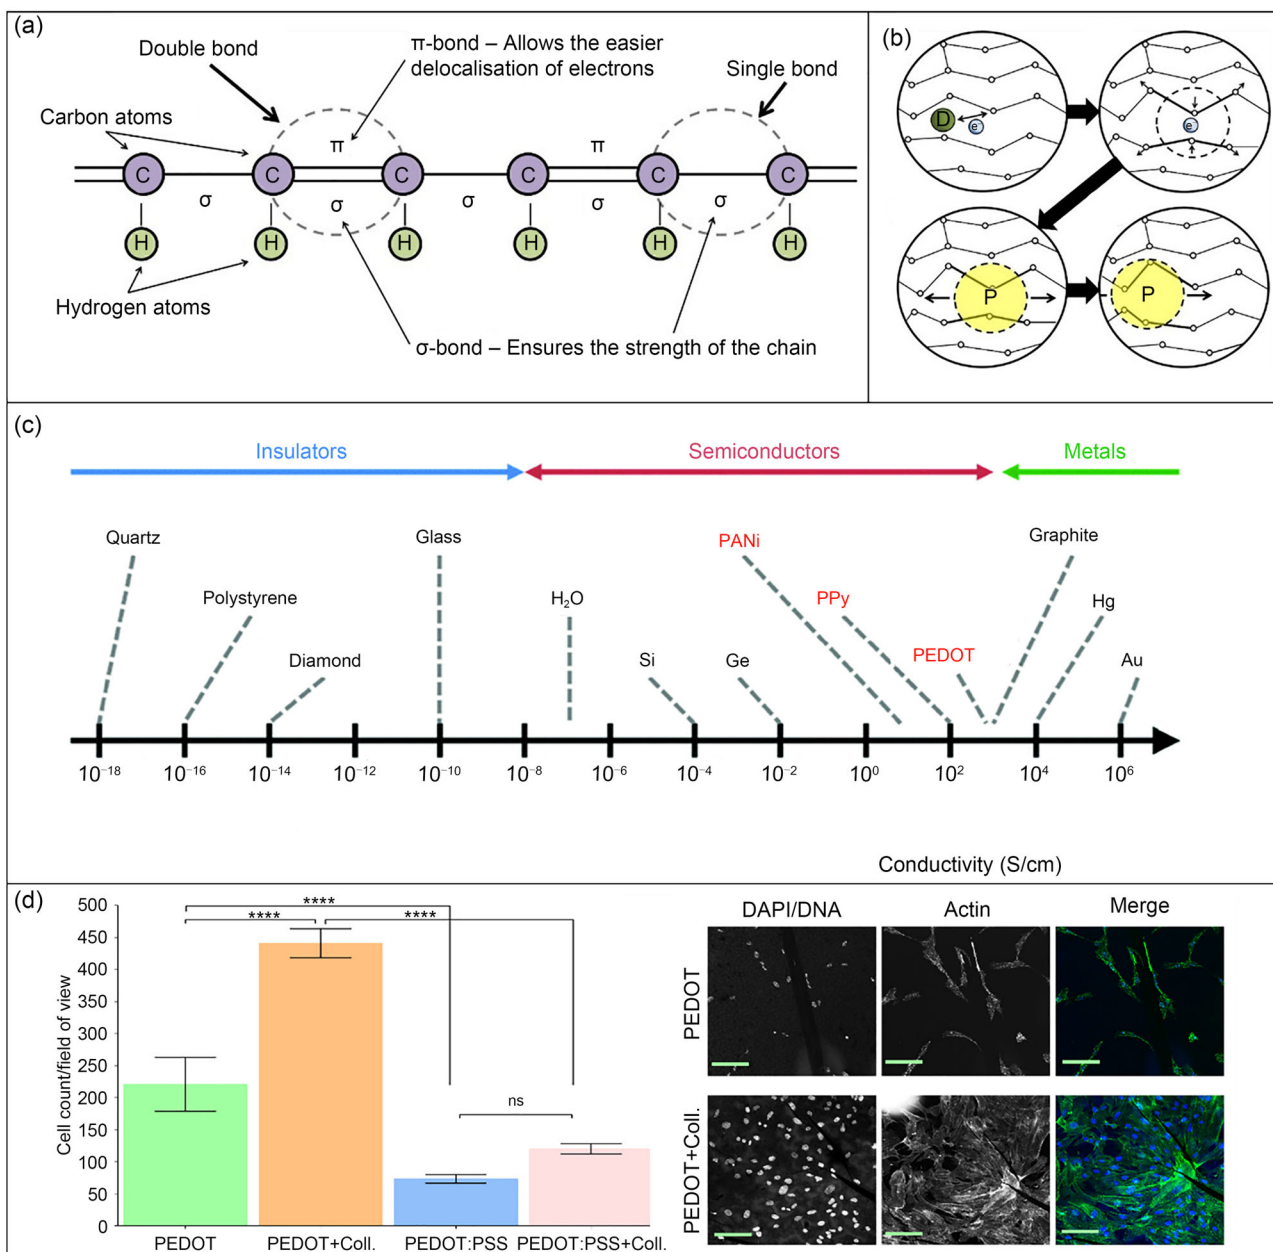 (a)
Double bond
π-bond – Allows the easier
delocalisation of electrons
Single bond
Carbon atoms
π
π
C
C
C
C
C
C
σ
σ
σ
σ
σ
H
H
H
H
H
H
Hydrogen atoms
σ-bond – Ensures the strength of the chain
(b)
D
e⁻
e⁻
P
P
(c)
Insulators
Semiconductors
Metals
Quartz
Glass
PANi
Graphite
Polystyrene
H₂O
PPy
Hg
Diamond
Si
Ge
PEDOT
Au
10⁻¹⁸ 10⁻¹⁶ 10⁻¹⁴ 10⁻¹² 10⁻¹⁰ 10⁻⁸ 10⁻⁶ 10⁻⁴ 10⁻² 10⁰ 10² 10⁴ 10⁶
Conductivity (S/cm)
(d)
Cell count/field of view
500
450
400
350
300
250
200
150
100
50
0
****
****
****
ns
PEDOT
PEDOT+Coll.
PEDOT:PSS
PEDOT:PSS+Coll.
DAPI/DNA
Actin
Merge
PEDOT
PEDOT+Coll.